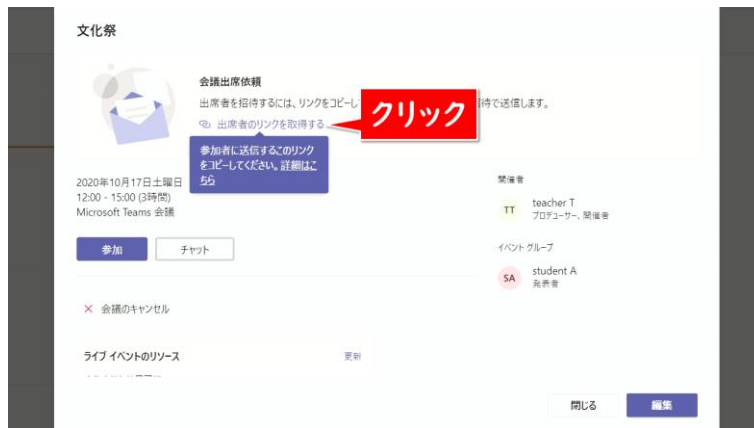 文化祭
会議出席依頼
出席者を招待するには、リンクをコピーし
待で送信します。
出席者のリンクを取得する
クリック
参加者に送信するこのリンク
をコピーしてください。詳細はこ
ちら
2020年10月17日土曜日
12:00 - 15:00 (3時間)
Microsoft Teams 会議
参加
チャット
開催者
TT
teacher T
プロデューサー、開催者
イベント グループ
SA
student A
発表者
× 会議のキャンセル
ライブ イベントのリソース
更新
閉じる
編集